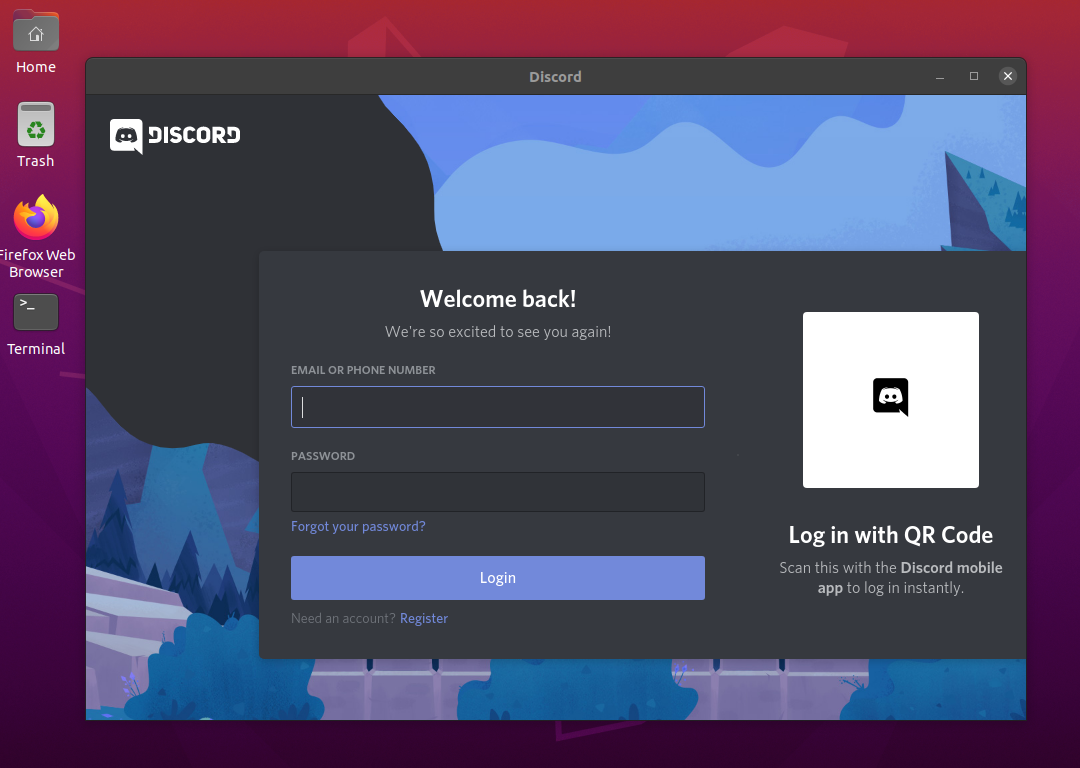 Home
Trash
Firefox Web
Browser
>_
Terminal
Discord
DISCORD
Welcome back!
We're so excited to see you again!
EMAIL OR PHONE NUMBER
PASSWORD
Forgot your password?
Login
Need an account? Register
Log in with QR Code
Scan this with the Discord mobile
app to log in instantly.